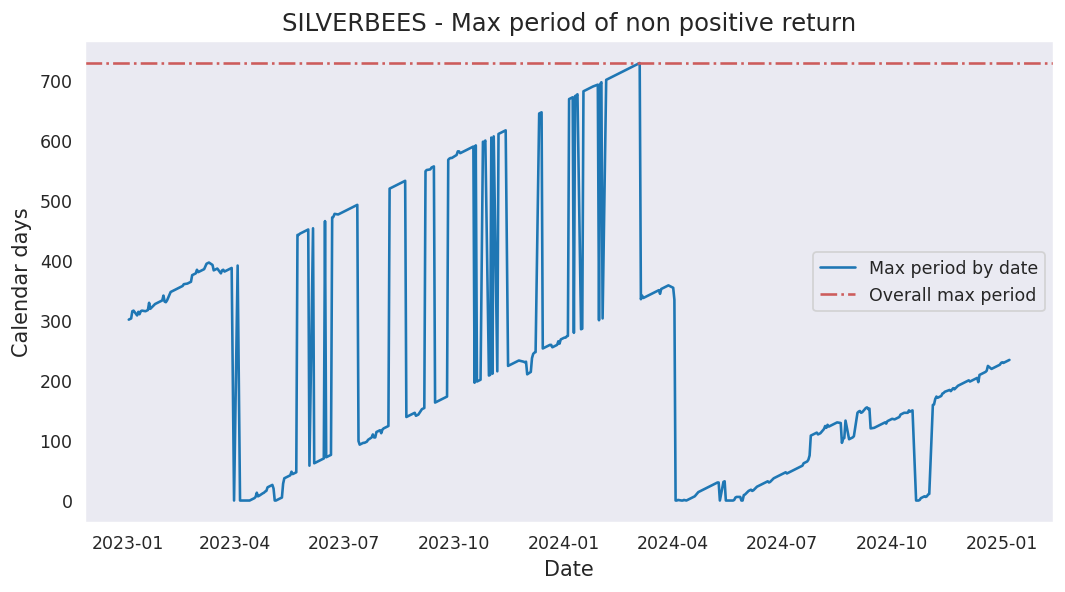 SILVERBEES - Max period of non positive return
700
600
500
400
300
200
100
0
Calendar days
Max period by date
Overall max period
2023-01 2023-04 2023-07 2023-10 2024-01 2024-04 2024-07 2024-10 2025-01
Date